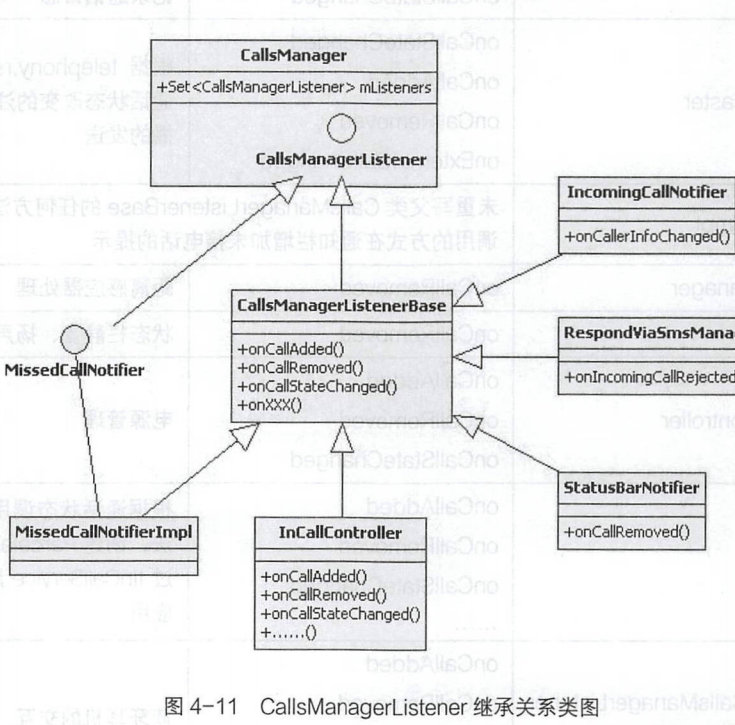 CallsManager
+Set<CallsManagerListener> mListeners
CallsManagerListener
IncomingCallNotifier
+onCallerInfoChanged()
CallsManagerListenerBase
+onCallAdded()
+onCallRemoved()
+onCallStateChanged()
+onXXX()
RespondViaSmsMana
+onIncomingCallRejected
MissedCallNotifier
StatusBarNotifier
+onCallRemoved()
MissedCallNotifierImpl
InCallController
+onCallAdded()
+onCallRemoved()
+onCallStateChanged()
+......()
图 4-11 CallsManagerListener 继承关系类图